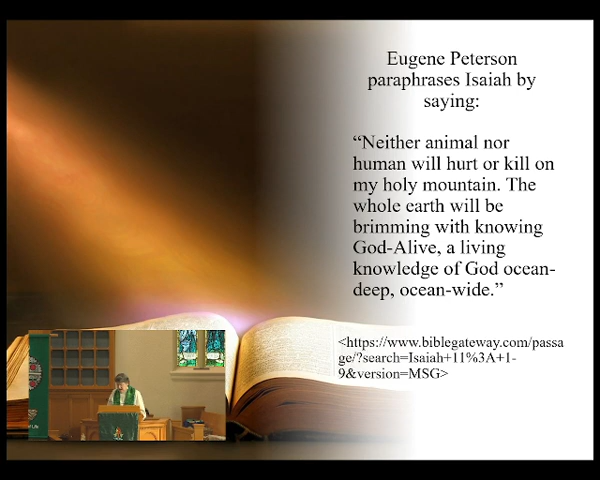 Eugene Peterson
paraphrases Isaiah by
saying:
“Neither animal nor
human will hurt or kill on
my holy mountain. The
whole earth will be
brimming with knowing
God-Alive, a living
knowledge of God ocean-
deep, ocean-wide.”
<https://www.biblegateway.com/passa
ge/?search=Isaiah+11%3A+1-
9&version=MSG>